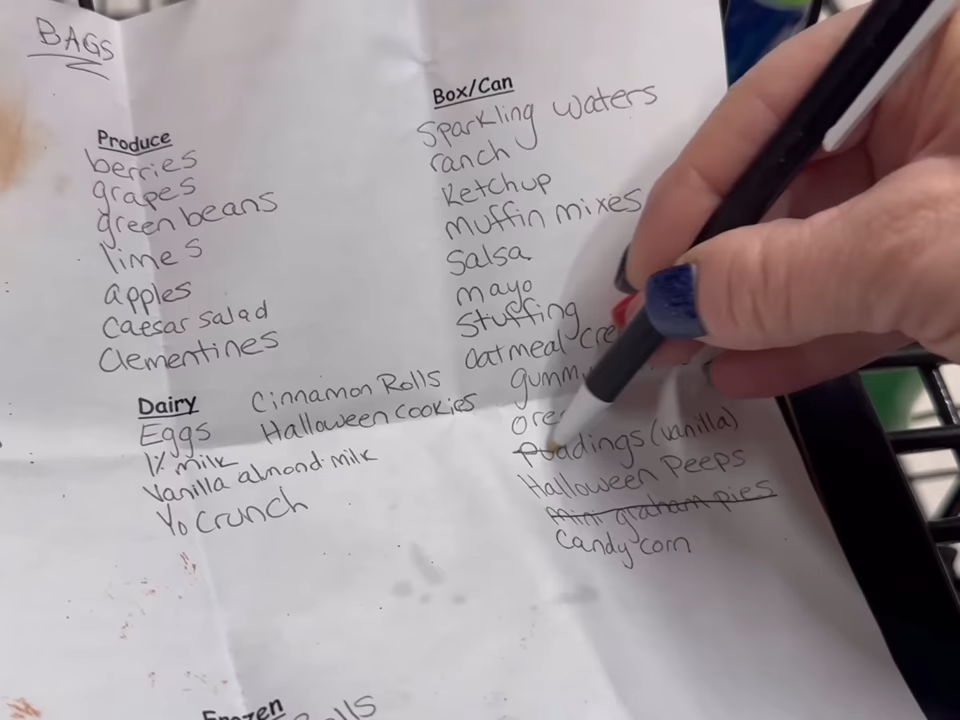 BAGS
Produce
berries
grapes
green beans
limes
apples
Caesar salad
Clementines
Dairy
Eggs
1% milk
Vanilla almond milk
Yo Crunch
Cinnamon Rolls
Halloween cookies
Box/Can
Sparkling waters
ranch
Ketchup
Muffin mixes
Salsa
mayo
Stuffing
Oatmeal
Puddings (vanilla)
Halloween Peeps
Mini graham pies
Candy corn
Frozen